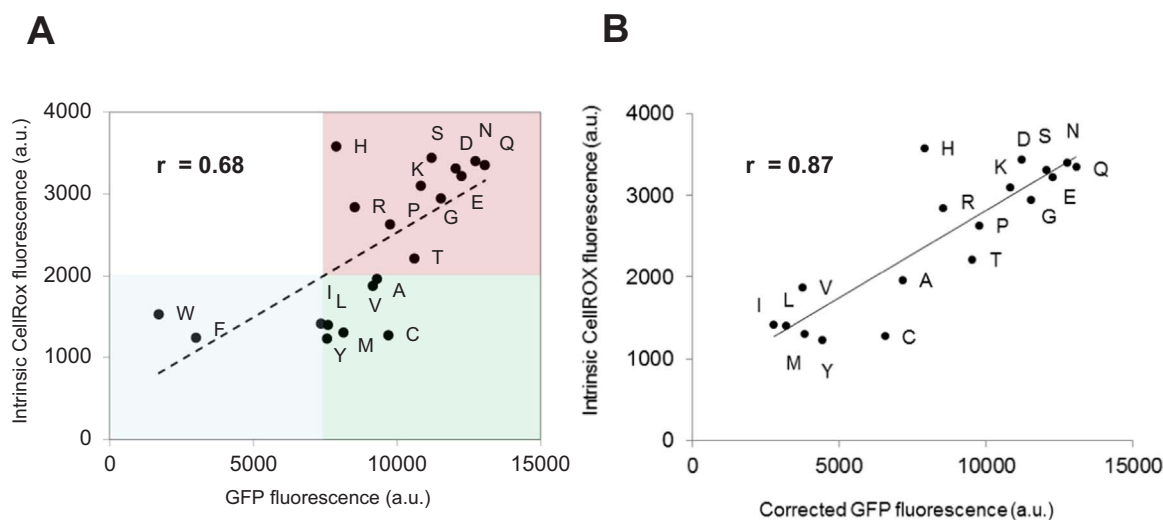 A
Intrinsic CellRox fluorescence (a.u.)
4000
3000
2000
1000
0
0 5000 10000 15000
GFP fluorescence (a.u.)
r = 0.68
H
S
D
N
Q
K
R
P
G
E
T
I
L
V
A
W
F
Y
M
C
B
Intrinsic CellROX fluorescence (a.u.)
4000
3000
2000
1000
0
0 5000 10000 15000
Corrected GFP fluorescence (a.u.)
r = 0.87
H
D
S
N
Q
K
E
R
G
P
T
A
I
L
V
C
M
Y